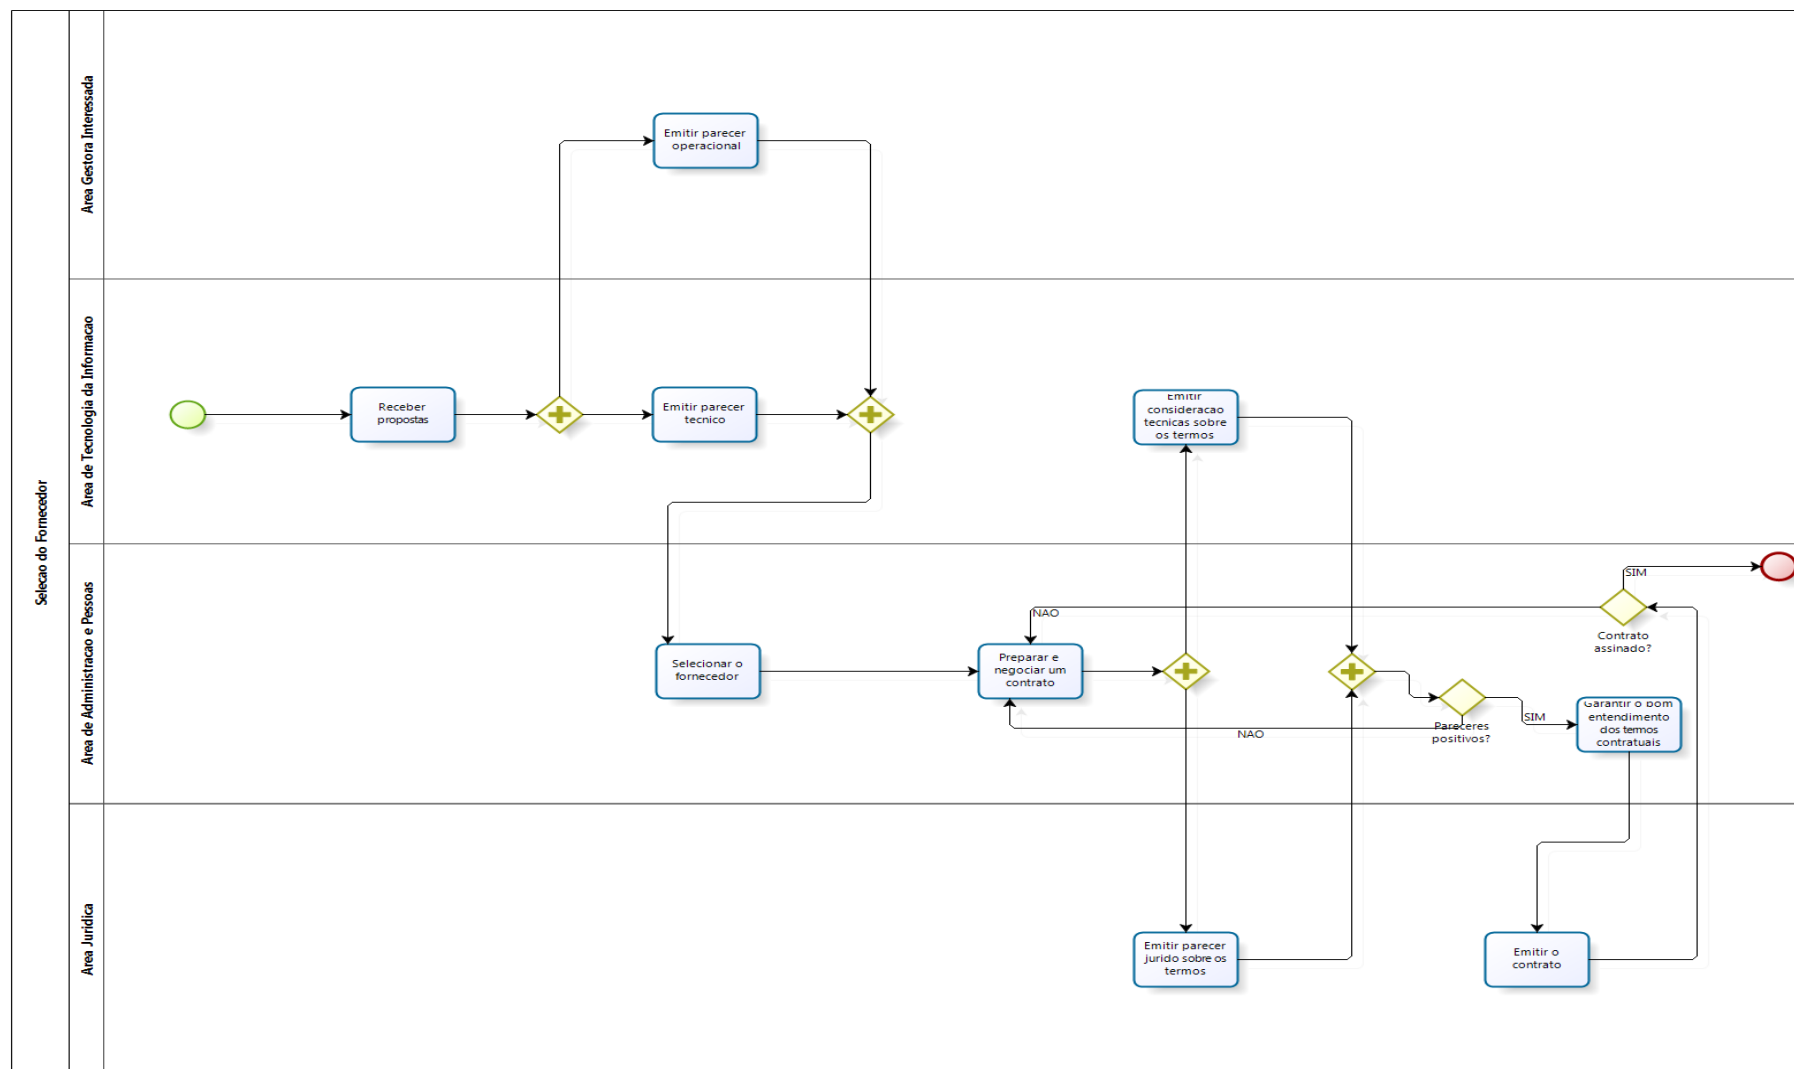 Selecao do Fornecedor
Area Gestora Interessada
Emitir parecer
operacional
Area de Tecnologia da Informacao
Receber
propostas
Emitir parecer
tecnico
Emitir
consideracao
tecnicas sobre
os termos
Area de Administracao e Pessoas
SIM
NAO
Contrato
assinado?
Selecionar o
fornecedor
Preparar e
negociar um
contrato
Pareceres
positivos?
SIM
NAO
Garantir o bom
entendimento
dos termos
contratuais
Area Juridica
Emitir parecer
jurido sobre os
termos
Emitir o
contrato